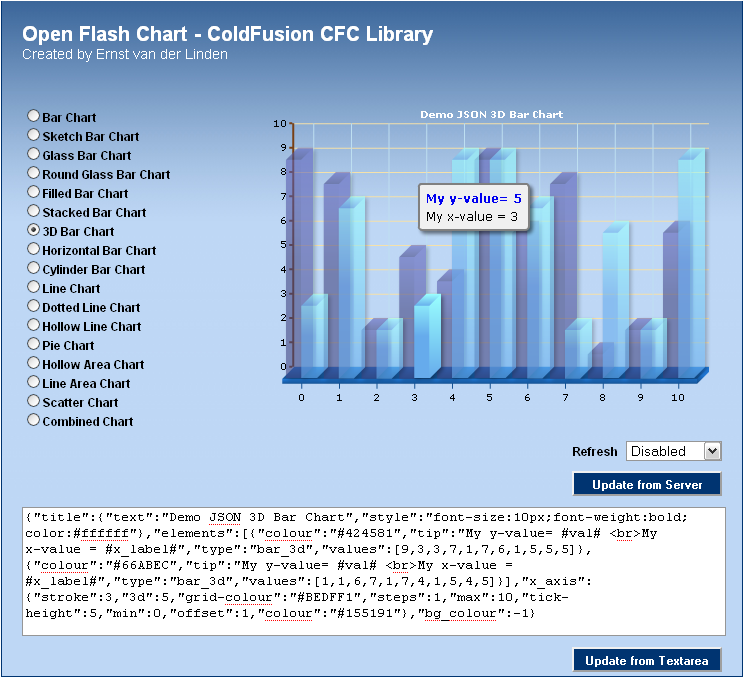 Open Flash Chart - ColdFusion CFC Library
Created by Ernst van der Linden
Bar Chart
Sketch Bar Chart
Glass Bar Chart
Round Glass Bar Chart
Filled Bar Chart
Stacked Bar Chart
3D Bar Chart
Horizontal Bar Chart
Cylinder Bar Chart
Line Chart
Dotted Line Chart
Hollow Line Chart
Pie Chart
Hollow Area Chart
Line Area Chart
Scatter Chart
Combined Chart
Demo JSON 3D Bar Chart
10
9
8
7
6
5
4
3
2
1
0
My y-value= 5
My x-value = 3
0 1 2 3 4 5 6 7 8 9 10
Refresh Disabled
Update from Server
{"title":{"text":"Demo JSON 3D Bar Chart","style":"font-size:10px;font-weight:bold;
color:#ffffff"},"elements":[{"colour":"#424581","tip":"My y-value= #val# <br>My
x-value = #x_label#","type":"bar_3d","values":[9,3,3,7,1,7,6,1,5,5,5]},
{"colour":"#66ABEC","tip":"My y-value= #val# <br>My x-value =
#x_label#","type":"bar_3d","values":[1,1,6,7,1,7,4,1,5,4,5]}],"x_axis":
{"stroke":3,"3d":5,"grid-colour":"#BEDFF1","steps":1,"max":10,"tick-
height":5,"min":0,"offset":1,"colour":"#155191"},"bg_colour":-1}
Update from Textarea